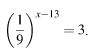 (1/9)^{x-13} = 3.